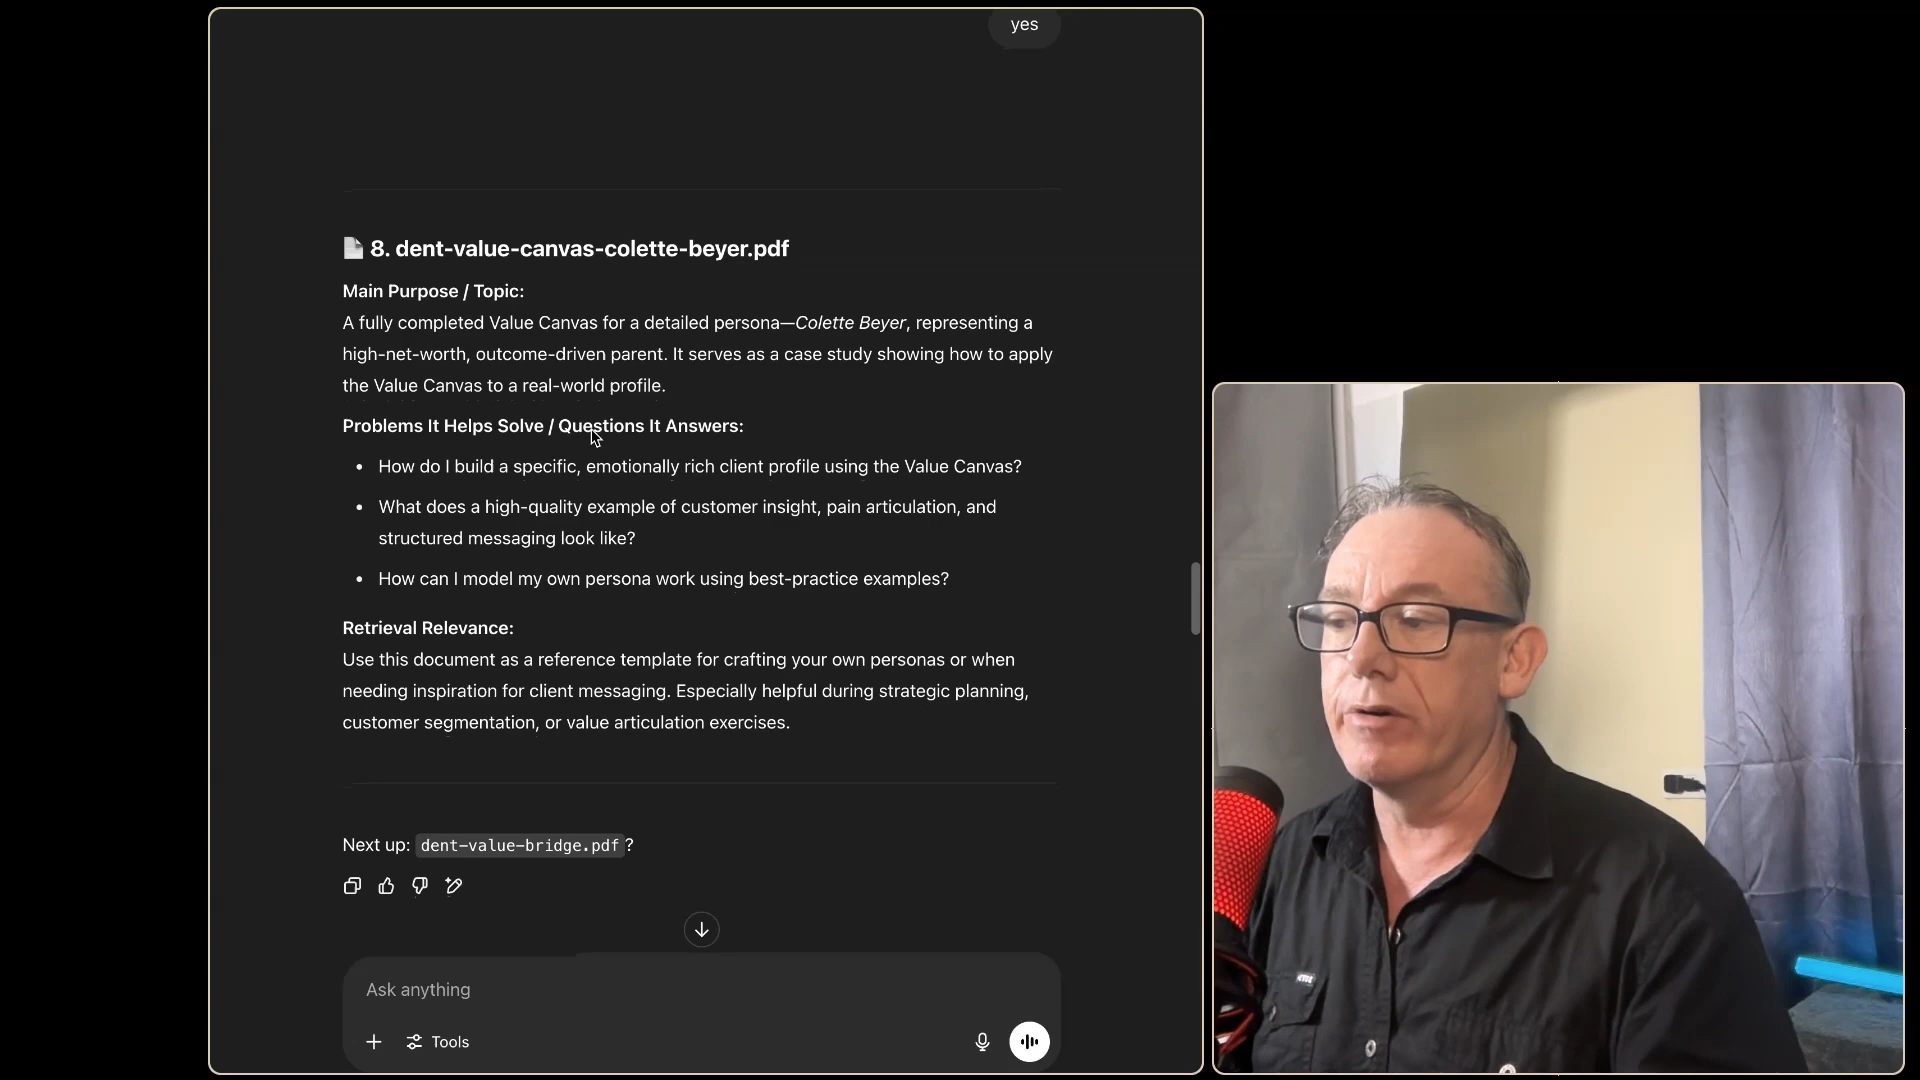 yes
8. dent-value-canvas-colette-beyer.pdf
Main Purpose / Topic:
A fully completed Value Canvas for a detailed persona—Colette Beyer, representing a
high-net-worth, outcome-driven parent. It serves as a case study showing how to apply
the Value Canvas to a real-world profile.
Problems It Helps Solve / Questions It Answers:
• How do I build a specific, emotionally rich client profile using the Value Canvas?
• What does a high-quality example of customer insight, pain articulation, and
structured messaging look like?
• How can I model my own persona work using best-practice examples?
Retrieval Relevance:
Use this document as a reference template for crafting your own personas or when
needing inspiration for client messaging. Especially helpful during strategic planning,
customer segmentation, or value articulation exercises.
Next up: dent-value-bridge.pdf?
Ask anything
Tools